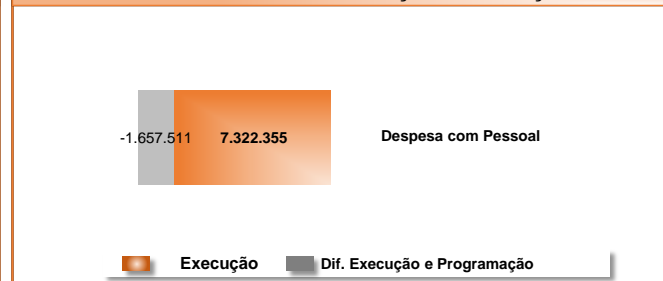 -1.657.511 7.322.355 Despesa com Pessoal
Execução Dif. Execução e Programação